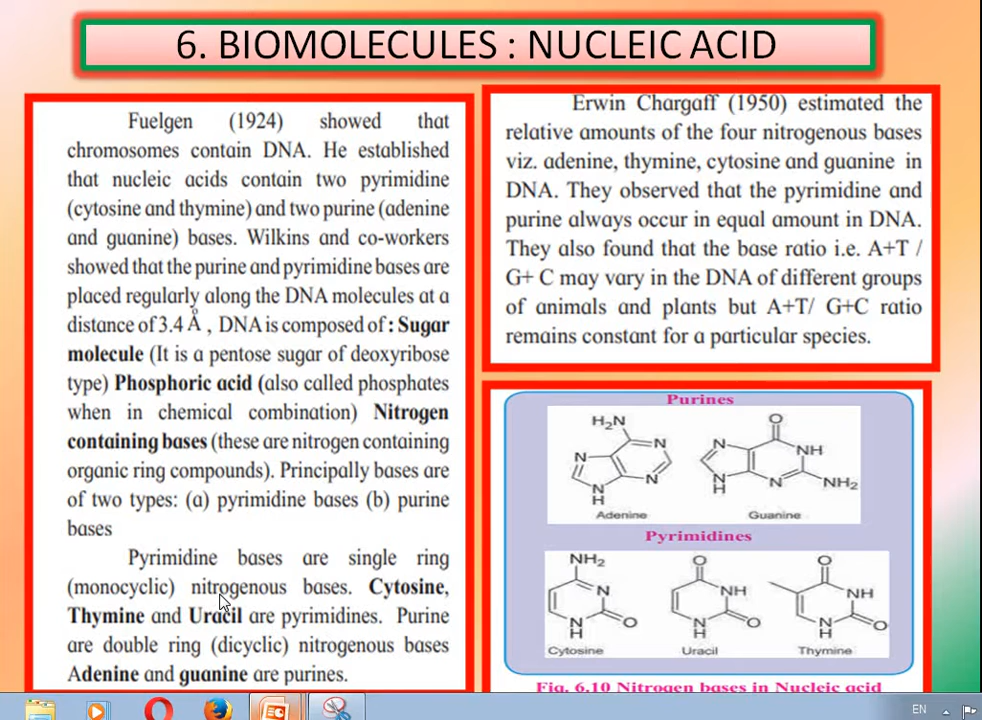 6. BIOMOLECULES : NUCLEIC ACID
Fuelgen (1924) showed that
chromosomes contain DNA. He established
that nucleic acids contain two pyrimidine
(cytosine and thymine) and two purine (adenine
and guanine) bases. Wilkins and co-workers
showed that the purine and pyrimidine bases are
placed regularly along the DNA molecules at a
distance of 3.4 Å , DNA is composed of : Sugar
molecule (It is a pentose sugar of deoxyribose
type) Phosphoric acid (also called phosphates
when in chemical combination) Nitrogen
containing bases (these are nitrogen containing
organic ring compounds). Principally bases are
of two types: (a) pyrimidine bases (b) purine
bases
Pyrimidine bases are single ring
(monocyclic) nitrogenous bases. Cytosine,
Thymine and Uracil are pyrimidines. Purine
are double ring (dicyclic) nitrogenous bases
Adenine and guanine are purines.
Erwin Chargaff (1950) estimated the
relative amounts of the four nitrogenous bases
viz. adenine, thymine, cytosine and guanine in
DNA. They observed that the pyrimidine and
purine always occur in equal amount in DNA.
They also found that the base ratio i.e. A+T /
G+ C may vary in the DNA of different groups
of animals and plants but A+T/ G+C ratio
remains constant for a particular species.
Purines
H₂N N N N N H
O N NH N H N NH₂
Adenine Guanine
Pyrimidines
NH₂ N N H O
O NH N H O
O NH N H O
Cytosine Uracil Thymine
Fig. 6.10 Nitrogen bases in Nucleic acid
EN